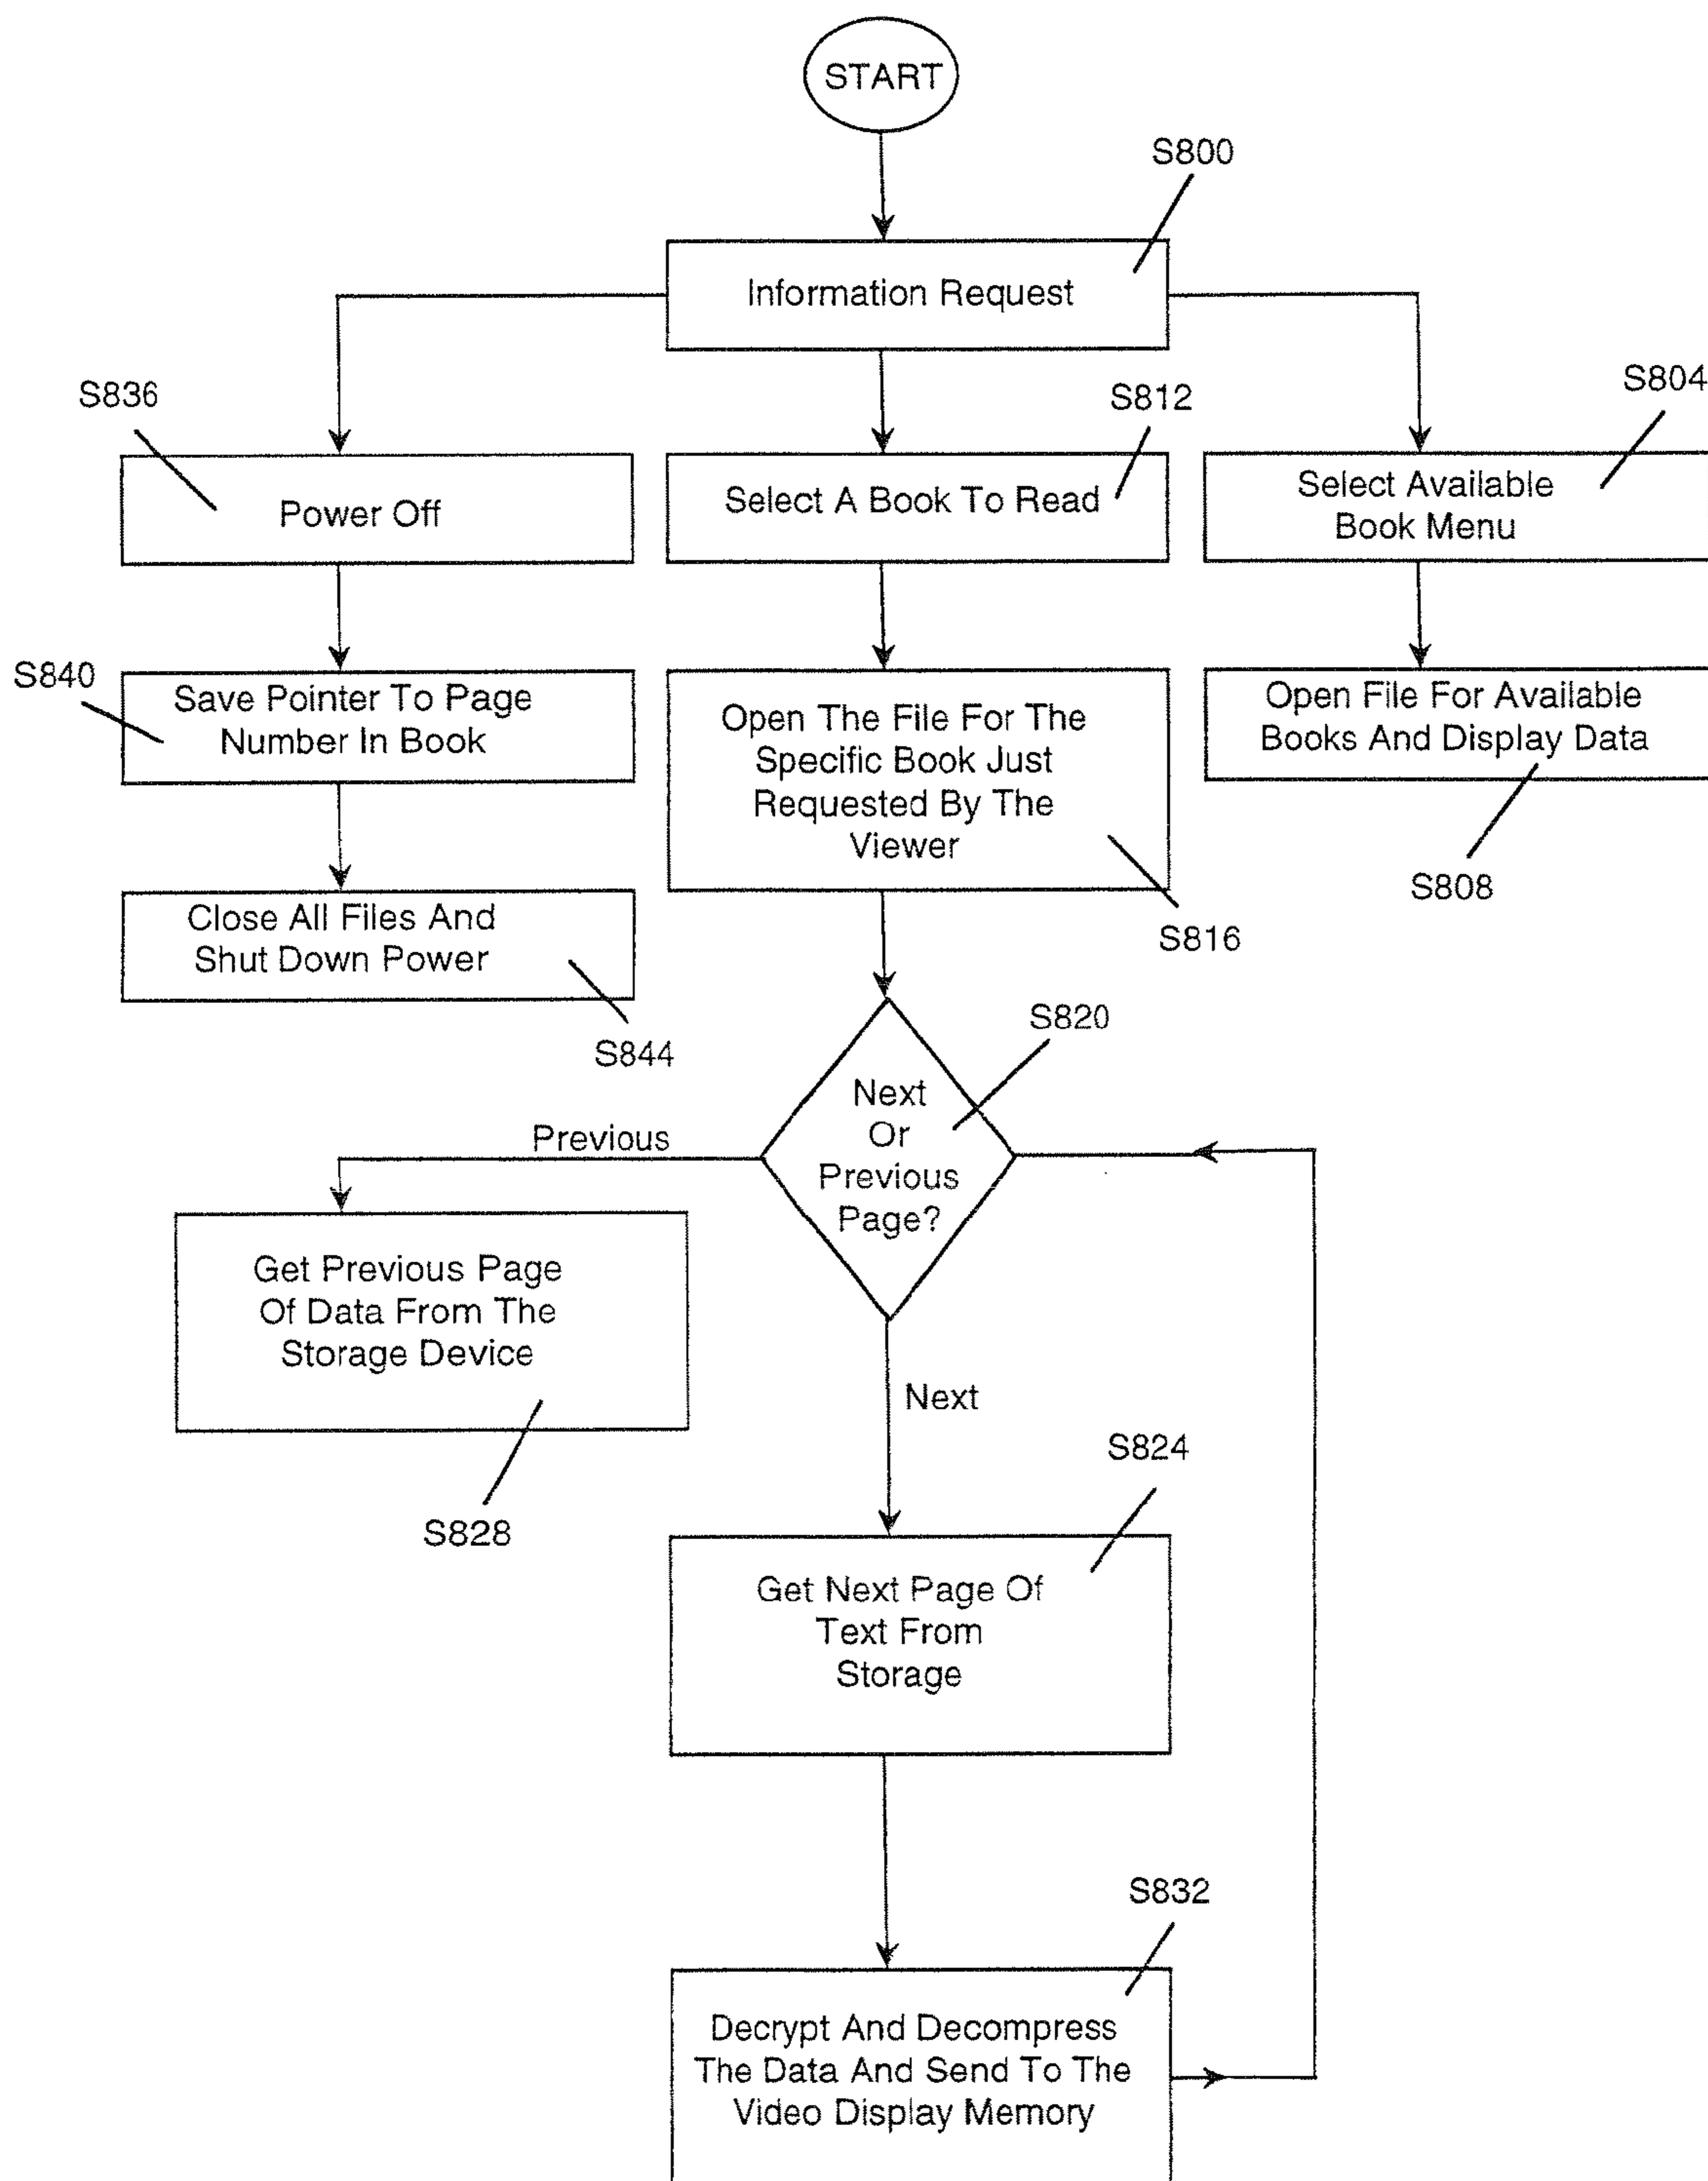 START
S800
Information Request
S836
S812
S804
Power Off
Select A Book To Read
Select Available
Book Menu
S840
Save Pointer To Page
Number In Book
Open The File For The
Specific Book Just
Requested By The
Viewer
S816
Open File For Available
Books And Display Data
S808
Close All Files And
Shut Down Power
S844
S820
Next
Or
Previous
Page?
Previous
Get Previous Page
Of Data From The
Storage Device
S828
Next
S824
Get Next Page Of
Text From
Storage
S832
Decrypt And Decompress
The Data And Send To The
Video Display Memory